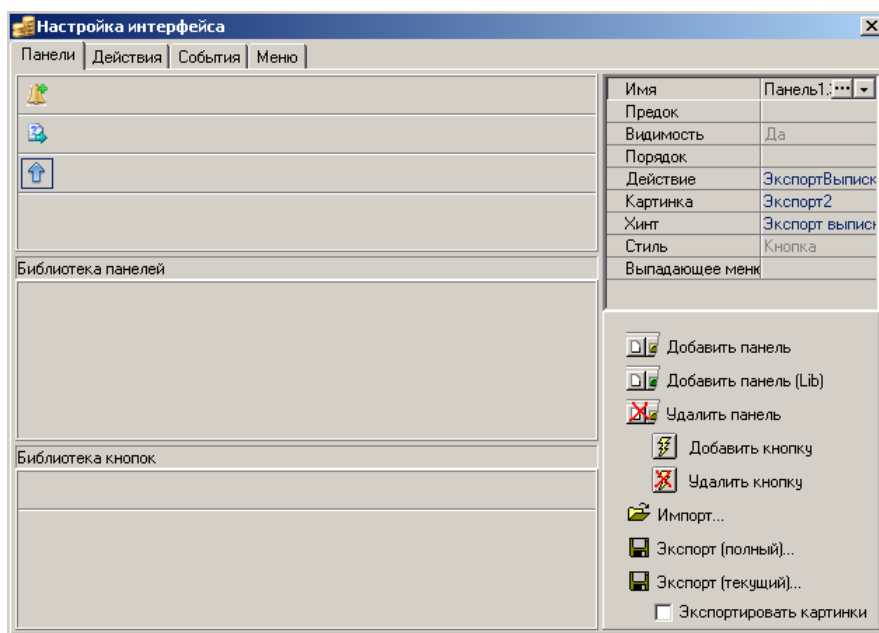 Настройка интерфейса
Панели Действия События Меню
Имя Панель1.
Предок
Видимость Да
Порядок
Действие ЭкспортВыписк
Картинка Экспорт2
Хинт Экспорт выписк
Стиль Кнопка
Выпадающее меню
Библиотека панелей
Библиотека кнопок
Добавить панель
Добавить панель (Lib)
Удалить панель
Добавить кнопку
Удалить кнопку
Импорт...
Экспорт (полный)...
Экспорт (текущий)...
Экспортировать картинки